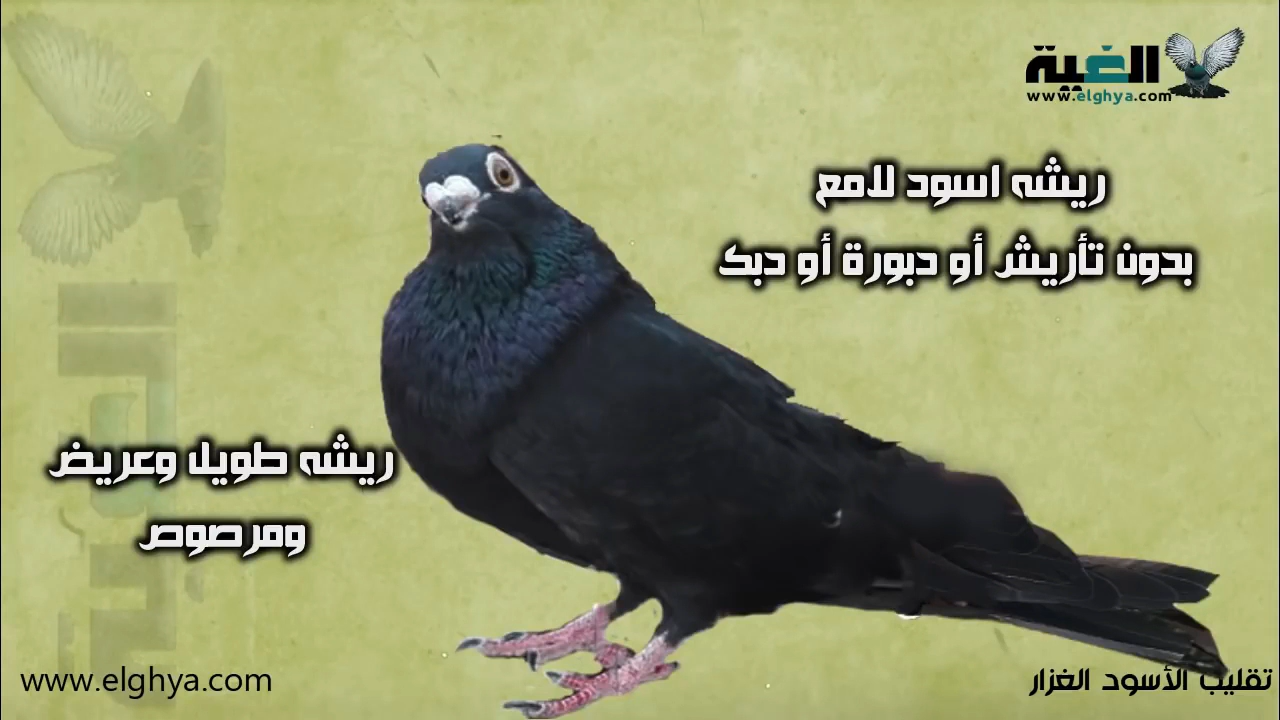 الغية
www.elghya.com
ريشه اسود لامع
بدون تأريش أو دبورة أو دبك
ريشه طويل وعريض
ومرصوص
www.elghya.com
تقليب الأسود الغزار